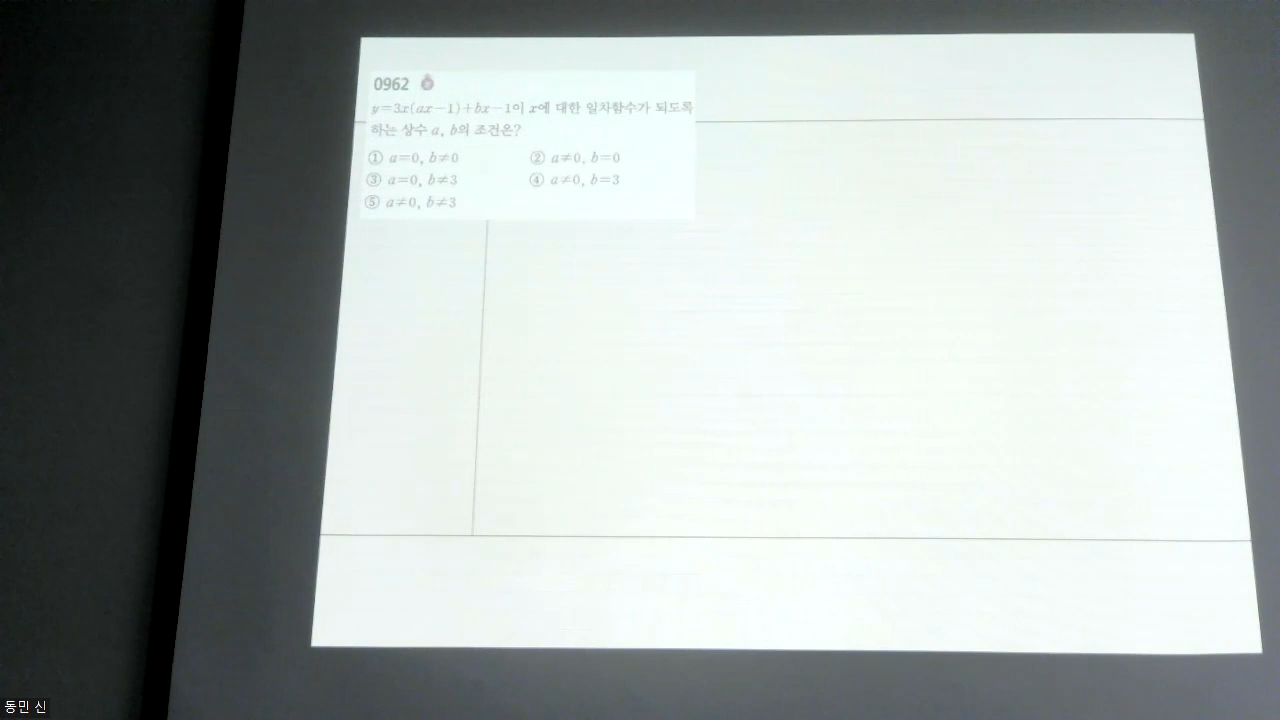 0962
y=3x(ax-1)+bx-1이 x에 대한 일차함수가 되도록
하는 상수 a, b의 조건은?
① a=0, b≠0 ② a≠0, b=0
③ a=0, b≠3 ④ a≠0, b=3
⑤ a≠0, b≠3
동민 신